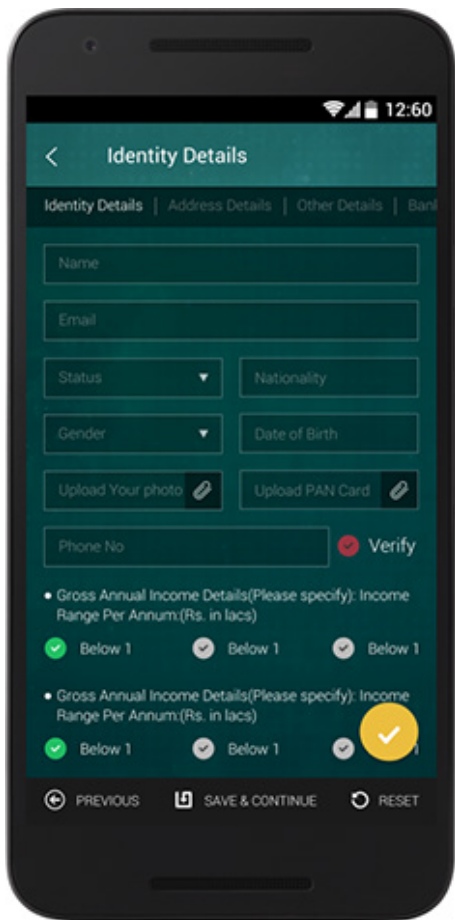 12:60
Identity Details
Identity Details | Address Details | Other Details | Bank
Name
Email
Status Nationality
Gender Date of Birth
Upload Your photo Upload PAN Card
Phone No Verify
• Gross Annual Income Details(Please specify): Income
Range Per Annum:(Rs. in lacs)
Below 1 Below 1 Below 1
• Gross Annual Income Details(Please specify): Income
Range Per Annum:(Rs. in lacs)
Below 1 Below 1 1
PREVIOUS SAVE & CONTINUE RESET